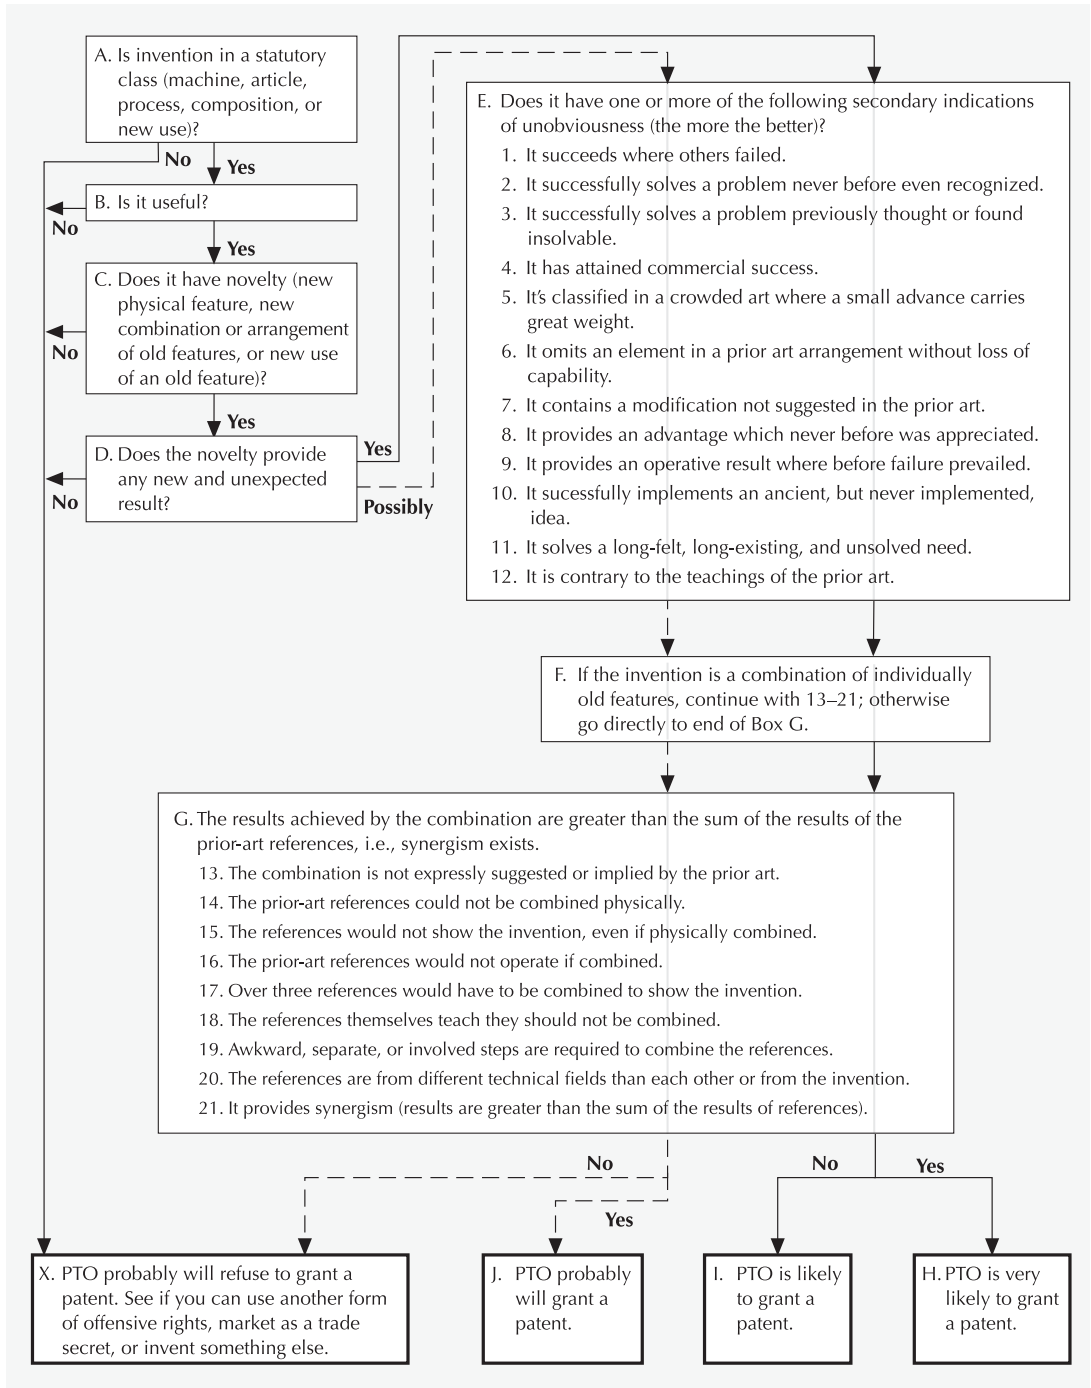 A. Is invention in a statutory
class (machine, article,
process, composition, or
new use)?
No
Yes
B. Is it useful?
No
Yes
C. Does it have novelty (new
physical feature, new
combination or arrangement
of old features, or new use
of an old feature)?
No
Yes
D. Does the novelty provide
any new and unexpected
result?
Yes
No
Possibly
E. Does it have one or more of the following secondary indications
of unobviousness (the more the better)?
1. It succeeds where others failed.
2. It successfully solves a problem never before even recognized.
3. It successfully solves a problem previously thought or found
insolvable.
4. It has attained commercial success.
5. It's classified in a crowded art where a small advance carries
great weight.
6. It omits an element in a prior art arrangement without loss of
capability.
7. It contains a modification not suggested in the prior art.
8. It provides an advantage which never before was appreciated.
9. It provides an operative result where before failure prevailed.
10. It sucessfully implements an ancient, but never implemented,
idea.
11. It solves a long-felt, long-existing, and unsolved need.
12. It is contrary to the teachings of the prior art.
F. If the invention is a combination of individually
old features, continue with 13–21; otherwise
go directly to end of Box G.
G. The results achieved by the combination are greater than the sum of the results of the
prior-art references, i.e., synergism exists.
13. The combination is not expressly suggested or implied by the prior art.
14. The prior-art references could not be combined physically.
15. The references would not show the invention, even if physically combined.
16. The prior-art references would not operate if combined.
17. Over three references would have to be combined to show the invention.
18. The references themselves teach they should not be combined.
19. Awkward, separate, or involved steps are required to combine the references.
20. The references are from different technical fields than each other or from the invention.
21. It provides synergism (results are greater than the sum of the results of references).
No
Yes
No
Yes
X. PTO probably will refuse to grant a
patent. See if you can use another form
of offensive rights, market as a trade
secret, or invent something else.
J. PTO probably
will grant a
patent.
I. PTO is likely
to grant a
patent.
H. PTO is very
likely to grant
a patent.